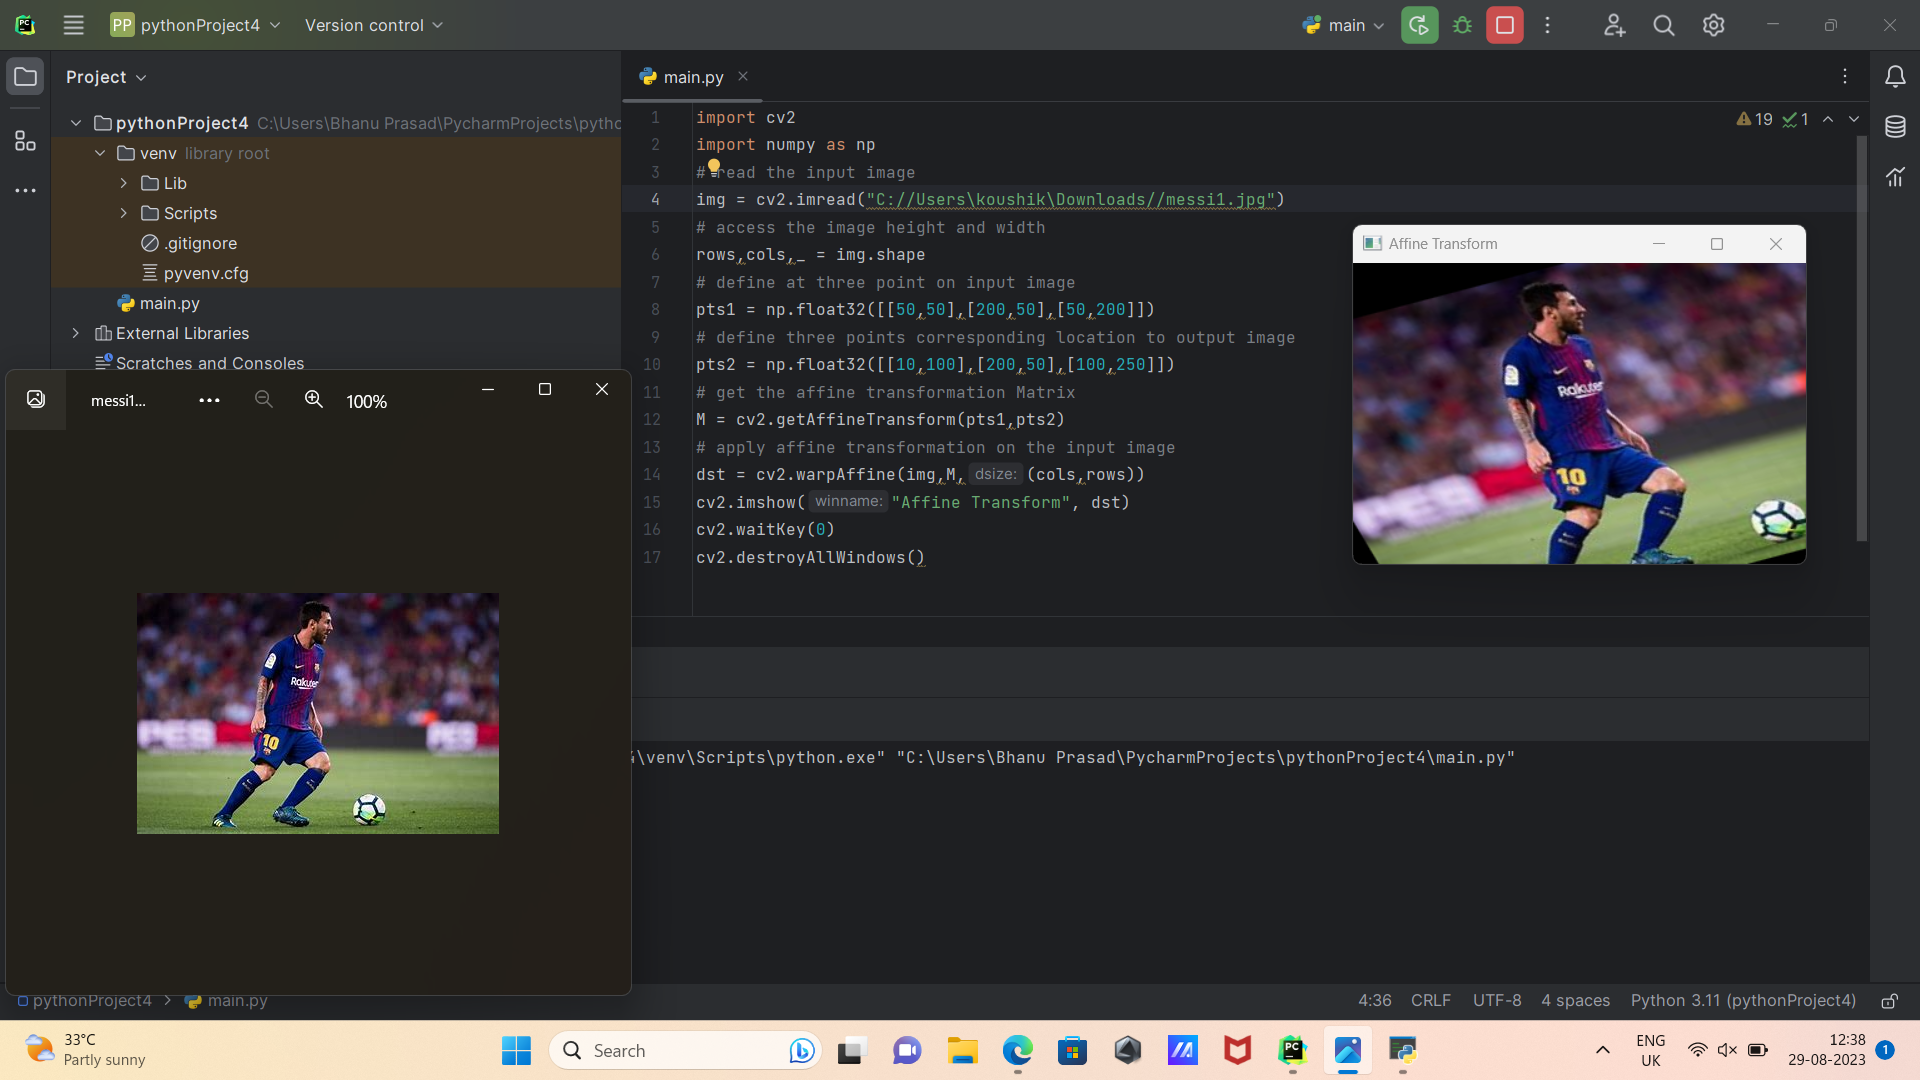 PP pythonProject4 Version control main
Project
pythonProject4 C:\Users\Bhanu Prasad\PycharmProjects\pytho
venv library root
Lib
Scripts
.gitignore
pyvenv.cfg
main.py
External Libraries
Scratches and Consoles
main.py
19 1
1 import cv2
2 import numpy as np
3 # read the input image
4 img = cv2.imread("C://Users\koushik\Downloads//messi1.jpg")
5 # access the image height and width
6 rows,cols,_ = img.shape
7 # define at three point on input image
8 pts1 = np.float32([[50,50],[200,50],[50,200]])
9 # define three points corresponding location to output image
10 pts2 = np.float32([[10,100],[200,50],[100,250]])
11 # get the affine transformation Matrix
12 M = cv2.getAffineTransform(pts1,pts2)
13 # apply affine transformation on the input image
14 dst = cv2.warpAffine(img,M, dsize: (cols,rows))
15 cv2.imshow( winname: "Affine Transform", dst)
16 cv2.waitKey(0)
17 cv2.destroyAllWindows()
Affine Transform
Rakuten
10
messi1... 100%
Rakuten
PES
PES
10
4\venv\Scripts\python.exe" "C:\Users\Bhanu Prasad\PycharmProjects\pythonProject4\main.py"
pythonProject4 main.py
4:36 CRLF UTF-8 4 spaces Python 3.11 (pythonProject4)
33°C
Partly sunny
Search
ENG
UK
12:38
29-08-2023
1